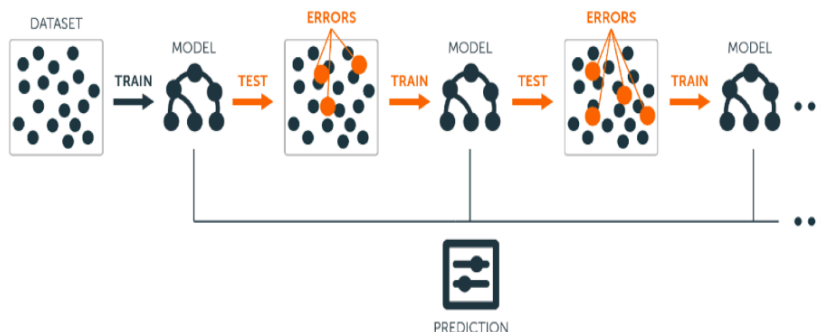 DATASET
MODEL
ERRORS
MODEL
ERRORS
MODEL
TRAIN
TEST
TRAIN
TEST
TRAIN
PREDICTION